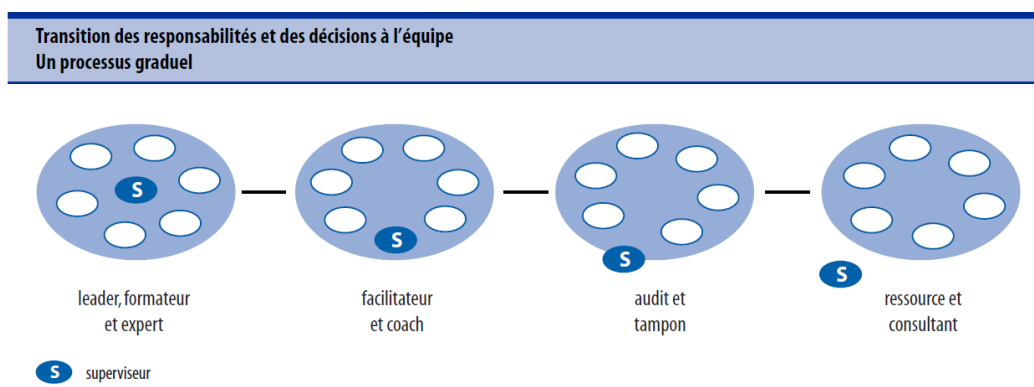 Transition des responsabilités et des décisions à l'équipe
Un processus graduel
S
S
S
S
leader, formateur
et expert
facilitateur
et coach
audit et
tampon
ressource et
consultant
S superviseur